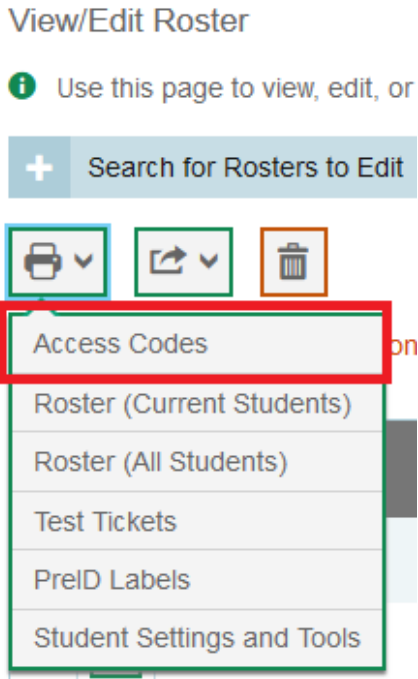 View/Edit Roster
Use this page to view, edit, or
Search for Rosters to Edit
Access Codes
on
Roster (Current Students)
Roster (All Students)
Test Tickets
PreID Labels
Student Settings and Tools